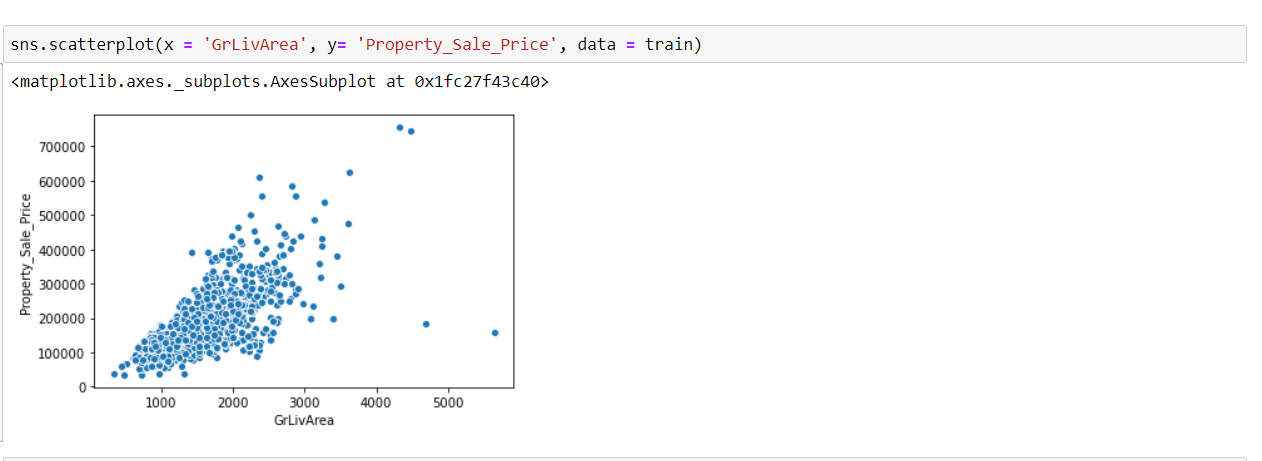 sns.scatterplot(x = 'GrLivArea', y= 'Property_Sale_Price', data = train)
<matplotlib.axes._subplots.AxesSubplot at 0x1fc27f43c40>
700000
600000
500000
400000
300000
200000
100000
0
Property_Sale_Price
1000 2000 3000 4000 5000
GrLivArea